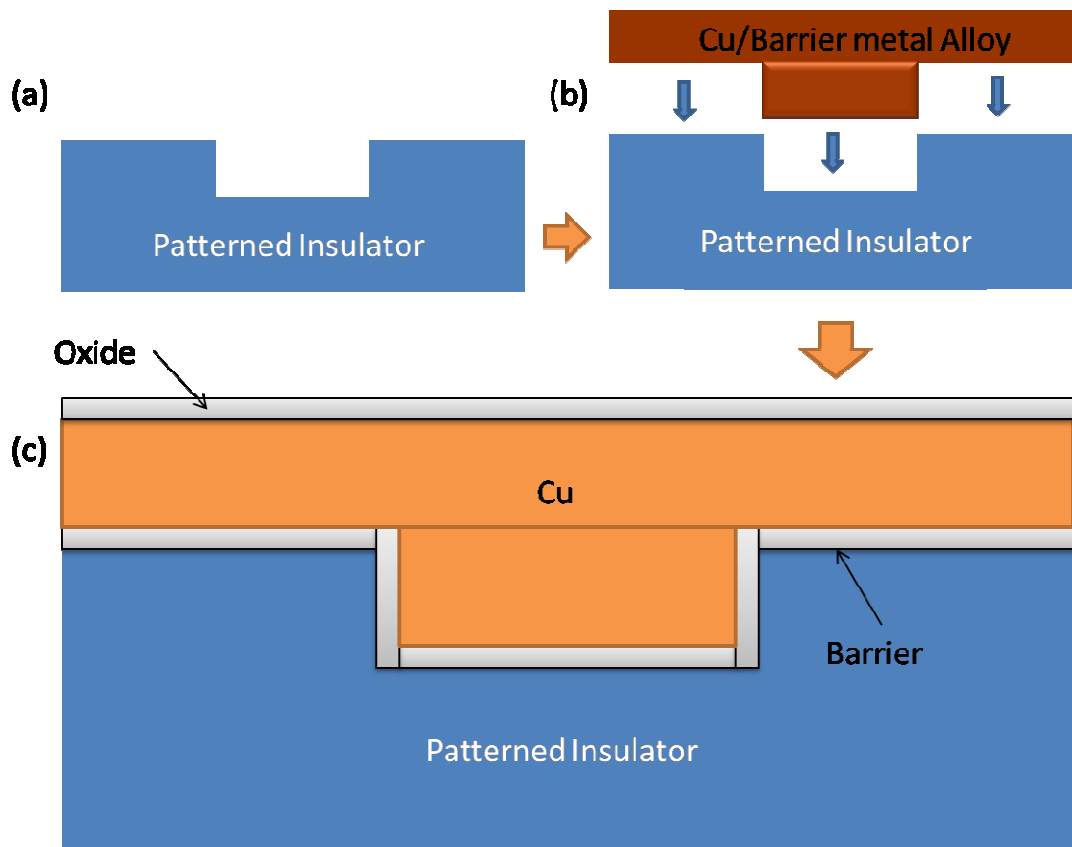 (a)
Patterned Insulator
(b)
Cu/Barrier metal Alloy
Patterned Insulator
Oxide
(c)
Cu
Barrier
Patterned Insulator